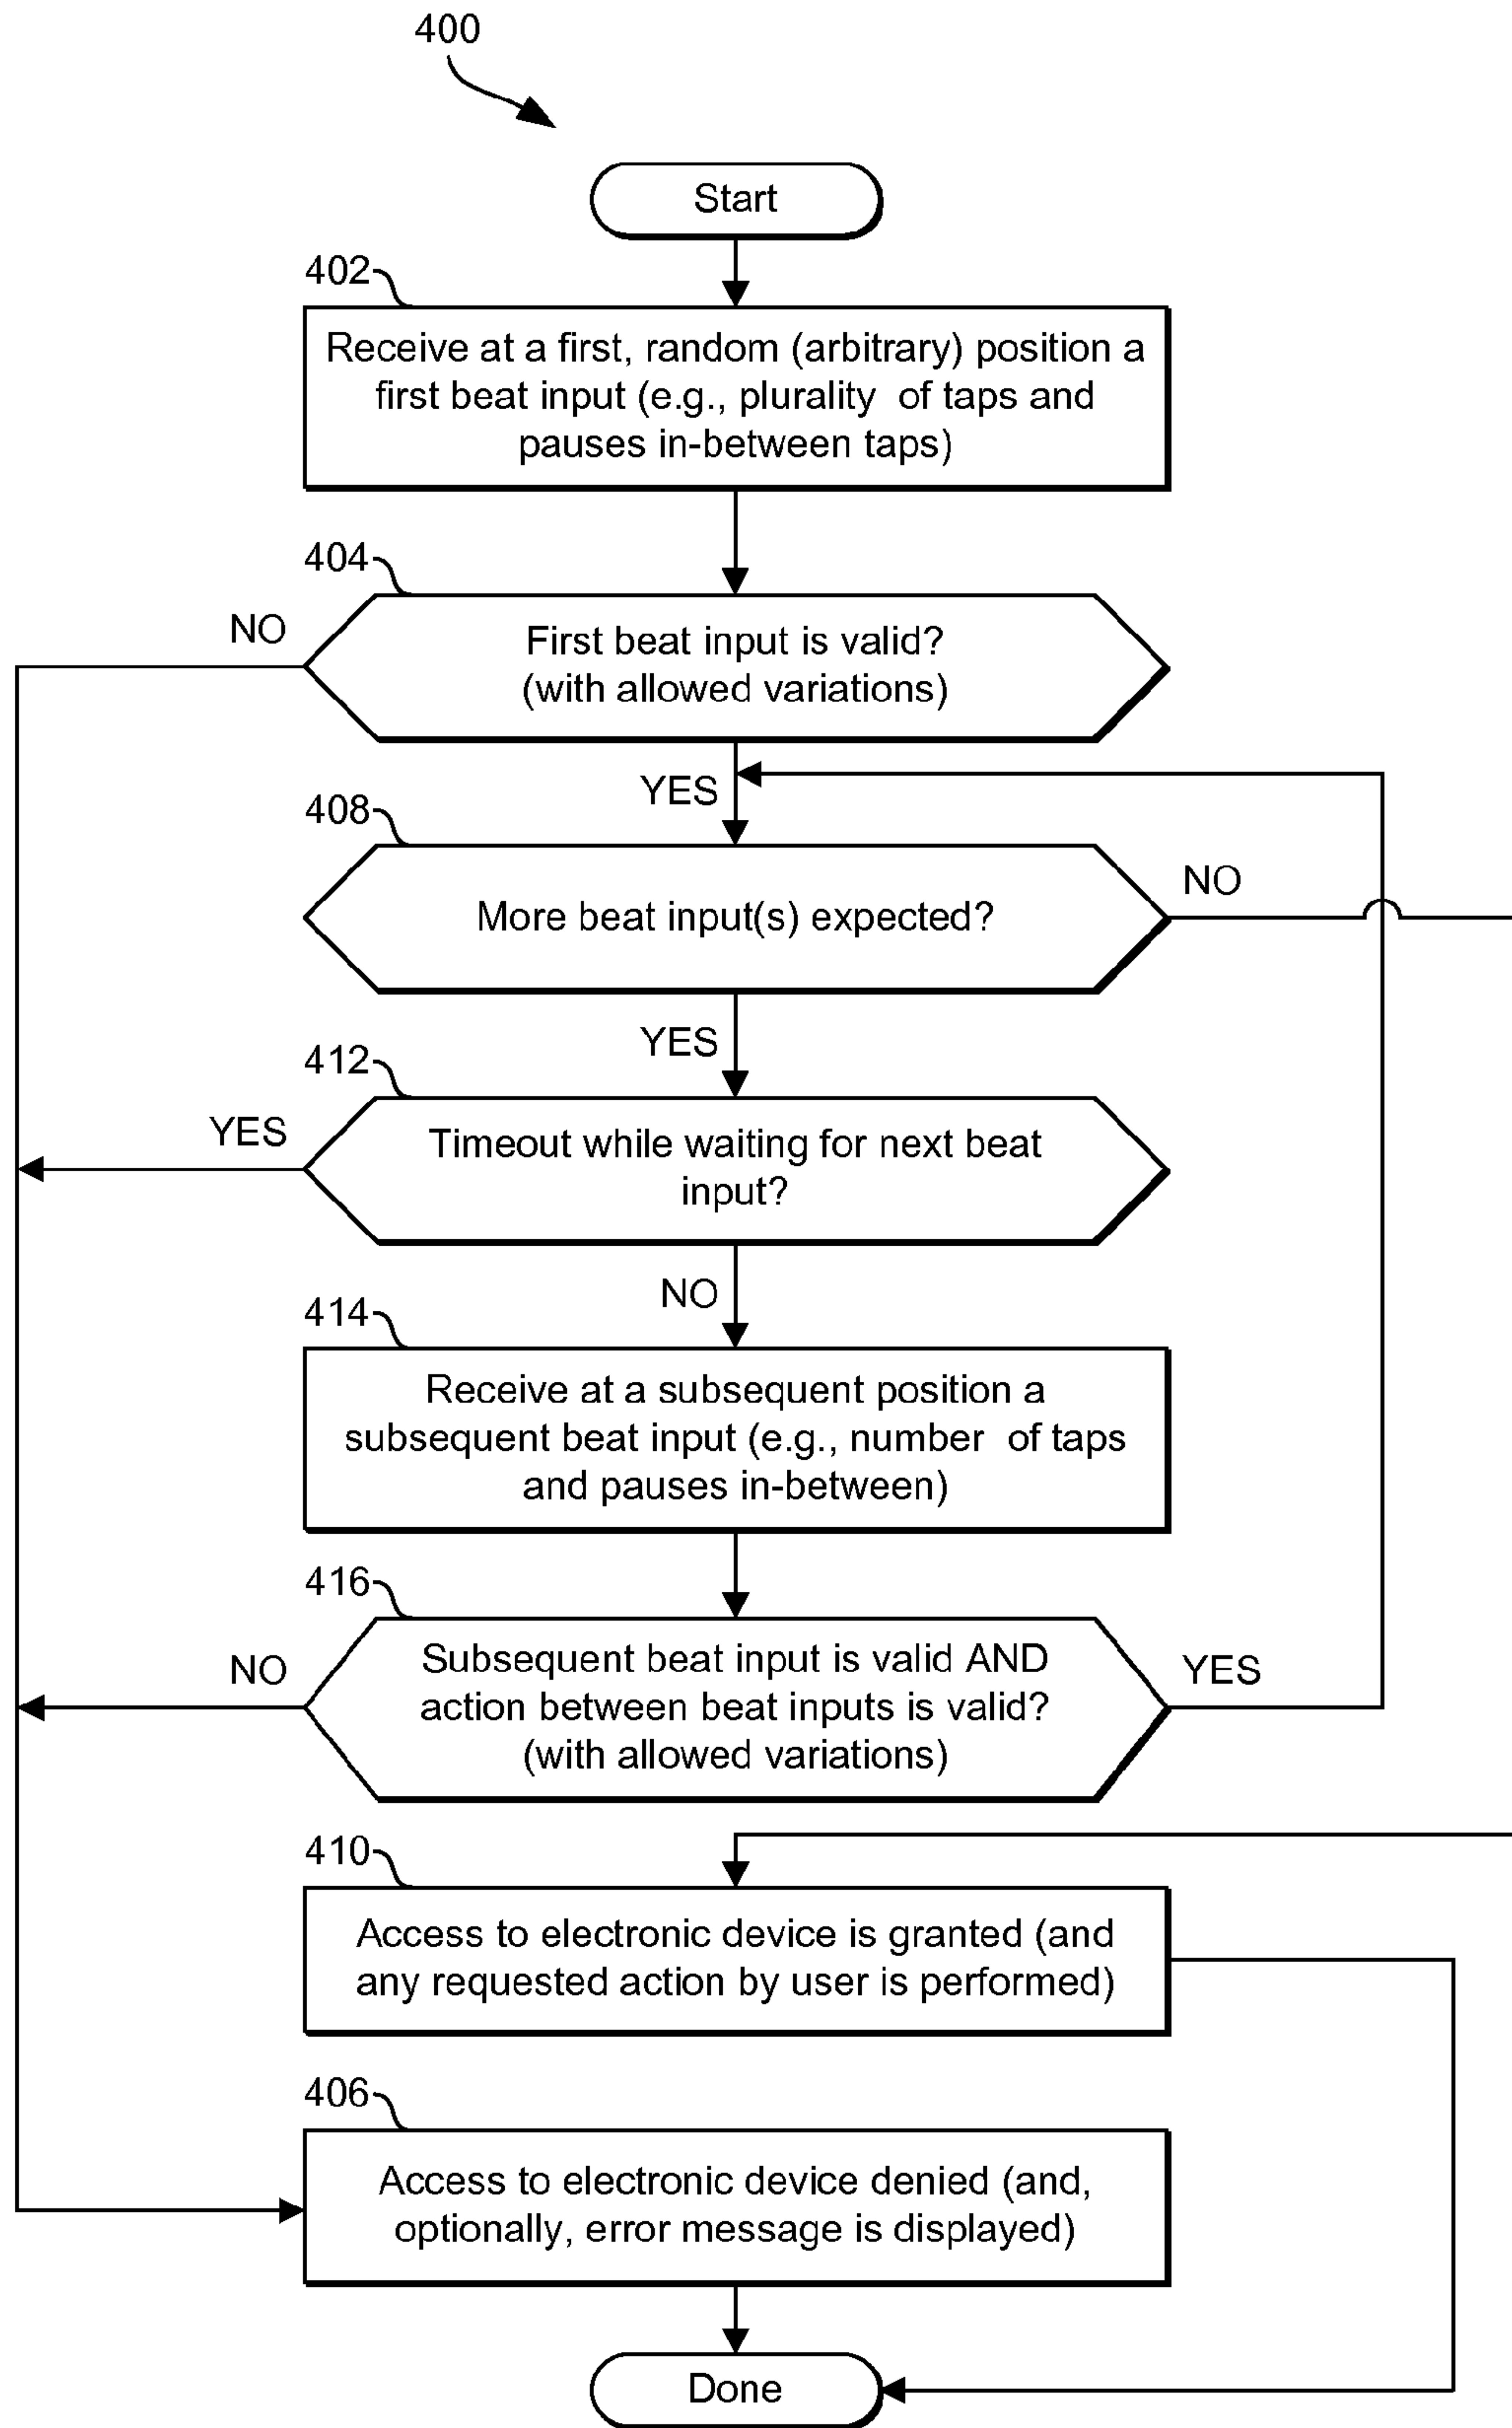 400
Start
402
Receive at a first, random (arbitrary) position a
first beat input (e.g., plurality of taps and
pauses in-between taps)
404
NO
First beat input is valid?
(with allowed variations)
YES
408
NO
More beat input(s) expected?
YES
412
YES
Timeout while waiting for next beat
input?
NO
414
Receive at a subsequent position a
subsequent beat input (e.g., number of taps
and pauses in-between)
416
NO
Subsequent beat input is valid AND
action between beat inputs is valid?
(with allowed variations)
YES
410
Access to electronic device is granted (and
any requested action by user is performed)
406
Access to electronic device denied (and,
optionally, error message is displayed)
Done